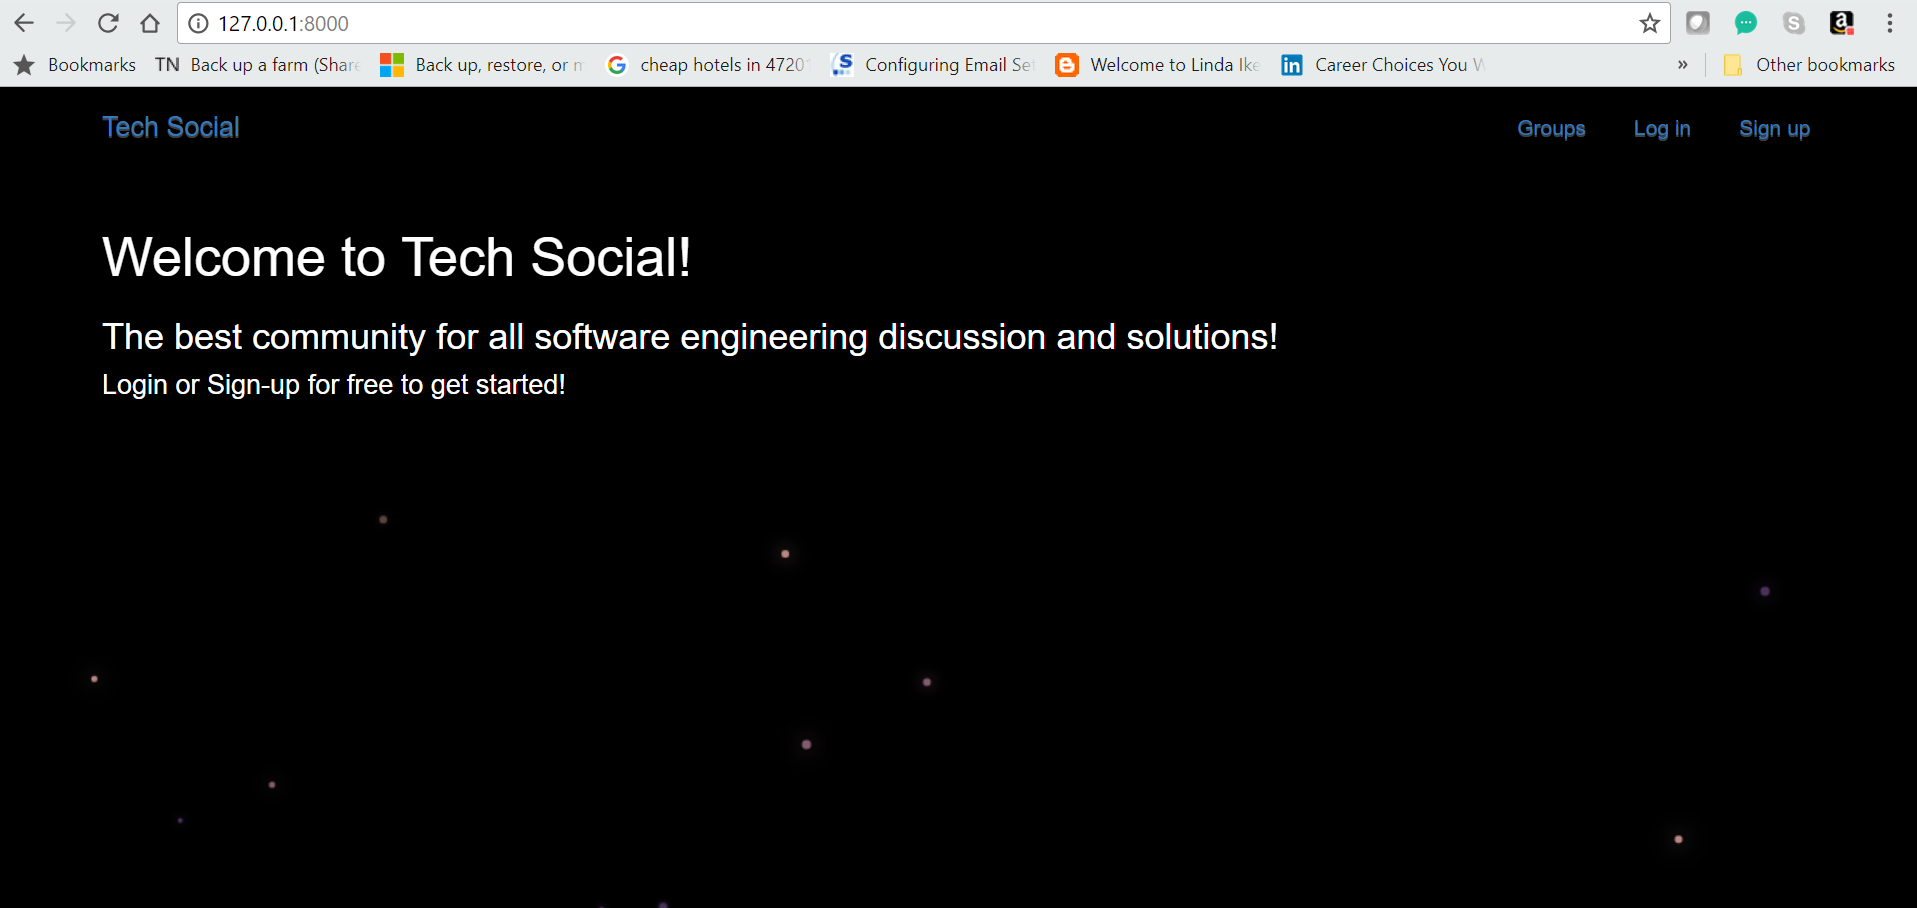 127.0.0.1:8000
Bookmarks TN Back up a farm (Share Back up, restore, or m G cheap hotels in 4720 S Configuring Email Set Welcome to Linda Ike in Career Choices You W » Other bookmarks
Tech Social Groups Log in Sign up
Welcome to Tech Social!
The best community for all software engineering discussion and solutions!
Login or Sign-up for free to get started!